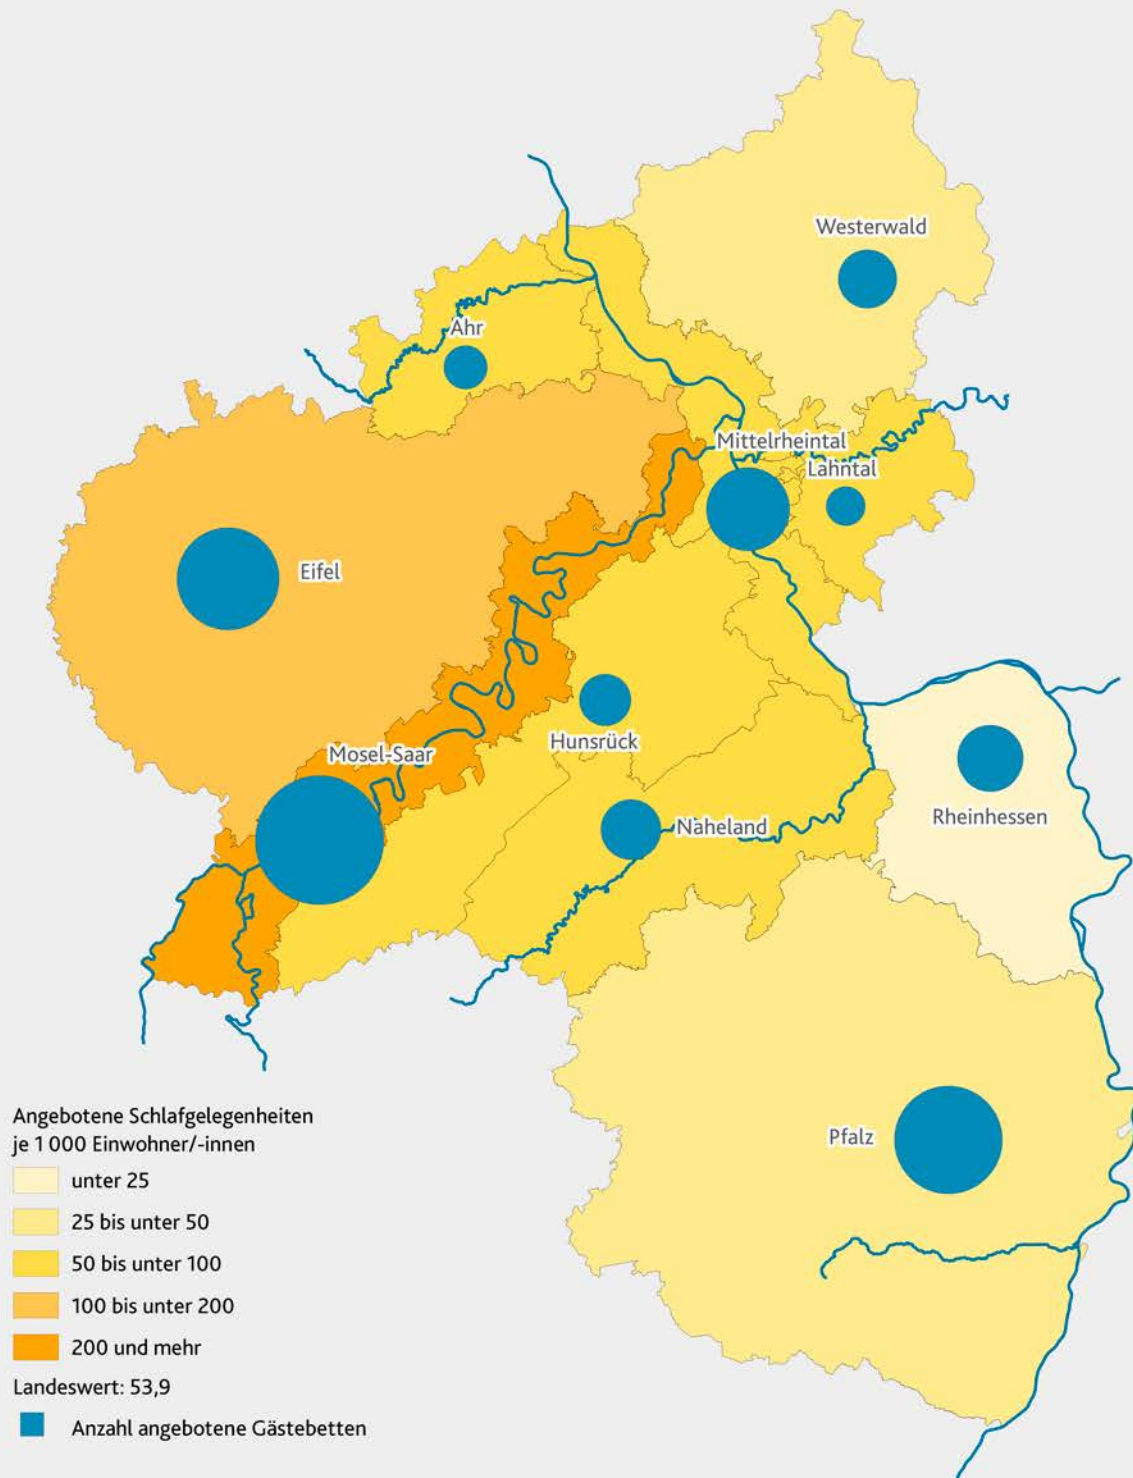 Westerwald
Ahr
Mittelrheintal
Lahntal
Eifel
Hunsrück
Mosel-Saar
Rheinhessen
Naheland
Pfalz
Angebotene Schlafgelegenheiten
je 1 000 Einwohner/-innen
unter 25
25 bis unter 50
50 bis unter 100
100 bis unter 200
200 und mehr
Landeswert: 53,9
Anzahl angebotene Gästebetten